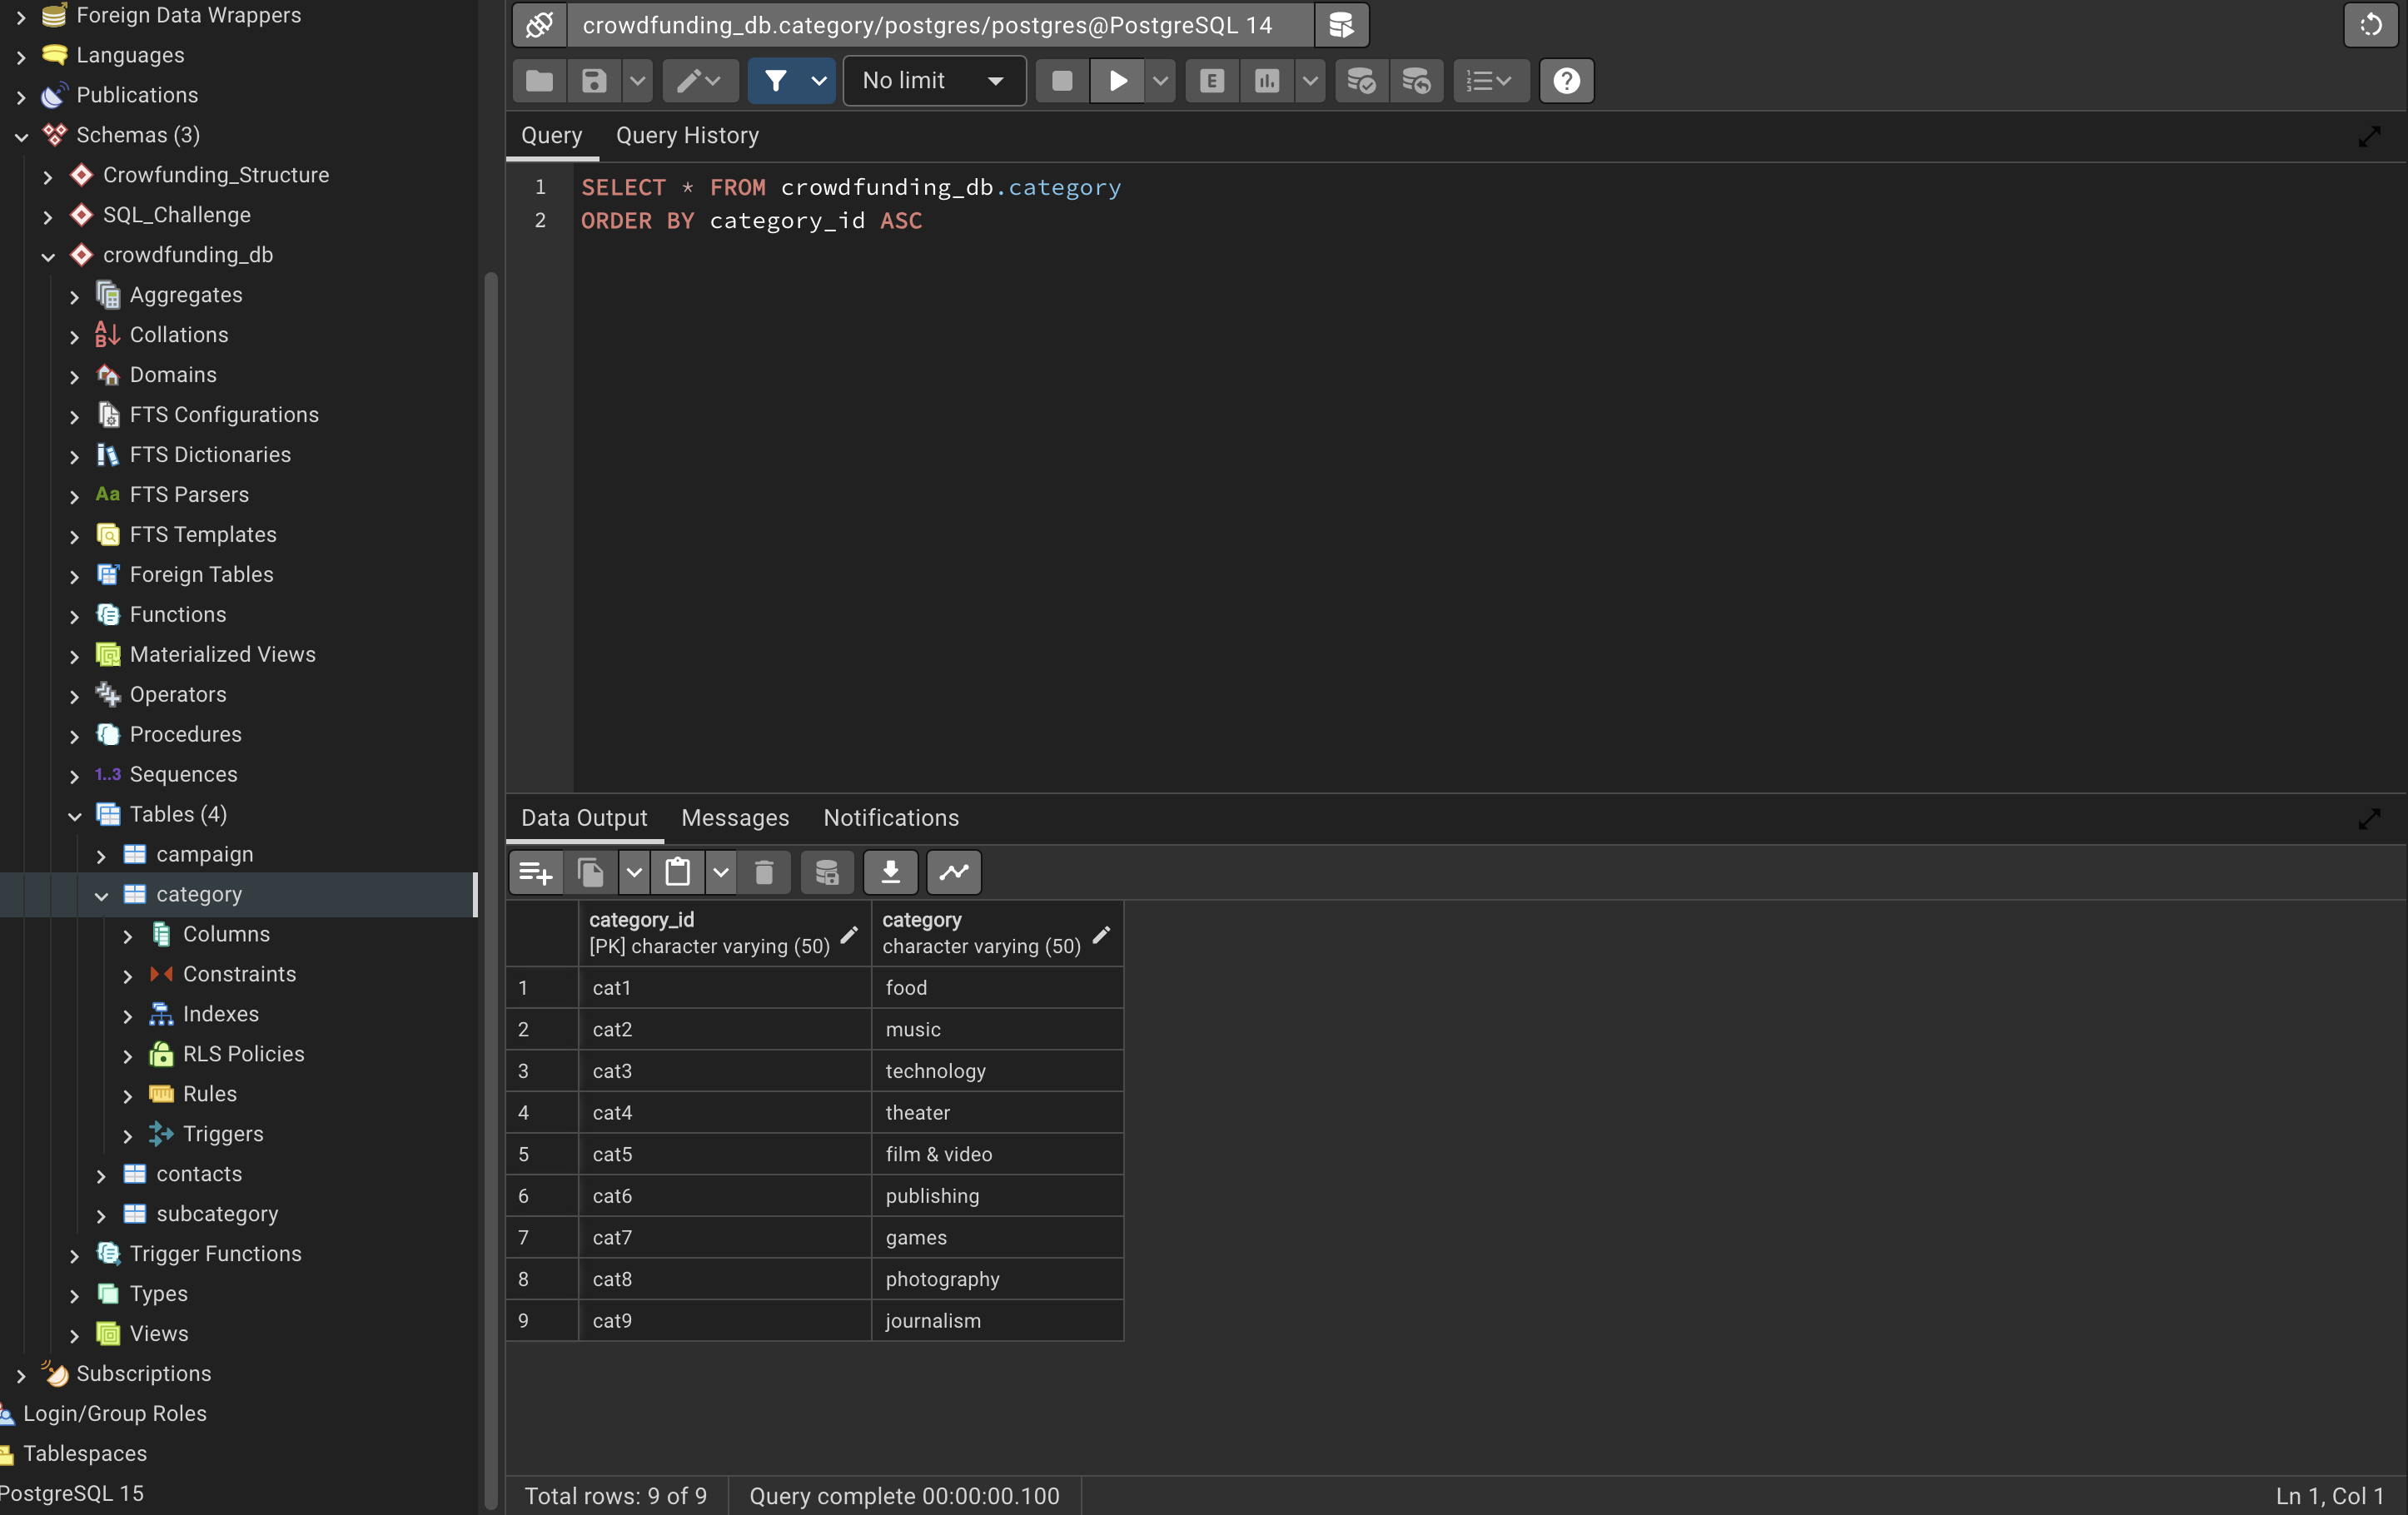 Foreign Data Wrappers
Languages
Publications
Schemas (3)
Crowfunding_Structure
SQL_Challenge
crowdfunding_db
Aggregates
A
B
Collations
Domains
FTS Configurations
FTS Dictionaries
Aa FTS Parsers
FTS Templates
Foreign Tables
Functions
Materialized Views
Operators
Procedures
1..3 Sequences
Tables (4)
campaign
category
Columns
Constraints
Indexes
RLS Policies
Rules
Triggers
contacts
subcategory
Trigger Functions
Types
Views
Subscriptions
Login/Group Roles
Tablespaces
PostgreSQL 15
crowdfunding_db.category/postgres/postgres@PostgreSQL 14
No limit
E
?
Query Query History
1 SELECT * FROM crowdfunding_db.category
2 ORDER BY category_id ASC
Data Output Messages Notifications
category_id category
[PK] character varying (50) character varying (50)
1 cat1 food
2 cat2 music
3 cat3 technology
4 cat4 theater
5 cat5 film & video
6 cat6 publishing
7 cat7 games
8 cat8 photography
9 cat9 journalism
Total rows: 9 of 9 Query complete 00:00:00.100 Ln 1, Col 1